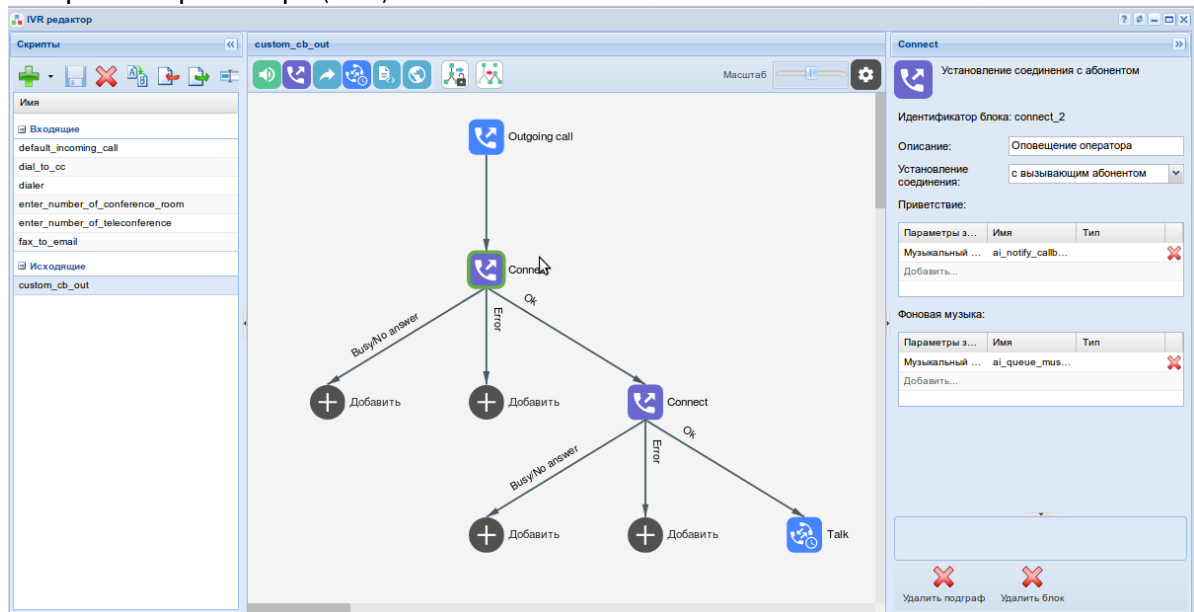 IVR редактор
Скрипты
Имя
Входящие
default_incoming_call
dial_to_cc
dialer
enter_number_of_conference_room
enter_number_of_teleconference
fax_to_email
Исходящие
custom_cb_out
custom_cb_out
Масштаб
Outgoing call
Connect
Busy/No answer
Error
Ok
Добавить
Добавить
Connect
Busy/No answer
Error
Ok
Добавить
Добавить
Talk
Connect
Установление соединения с абонентом
Идентификатор блока: connect_2
Описание: Оповещение оператора
Установление соединения: с вызывающим абонентом
Приветствие:
Параметры з... Имя Тип
Музыкальный ... ai_notify_callb...
Добавить...
Фоновая музыка:
Параметры з... Имя Тип
Музыкальный ... ai_queue_mus...
Добавить...
Удалить подграф Удалить блок